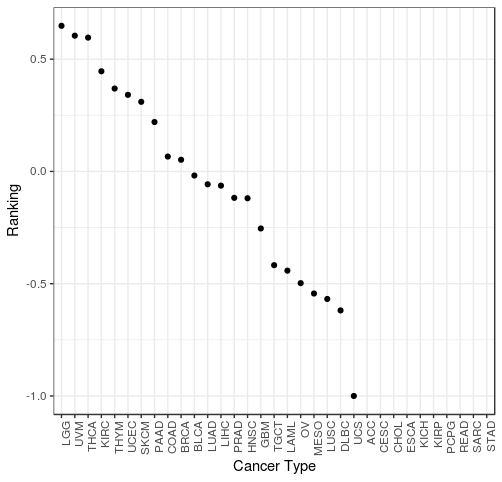 Ranking
0.5
0.0
-0.5
-1.0
LGG
UVM
THCA
KIRC
THYM
UCEC
SKCM
PAAD
COAD
BRCA
BLCA
LUAD
LIHC
PRAD
HNSC
GBM
TGCT
LAML
OV
MESO
LUSC
DLBC
UCS
ACC
CESC
CHOL
ESCA
KICH
KIRP
PCPG
READ
SARC
STAD
Cancer Type